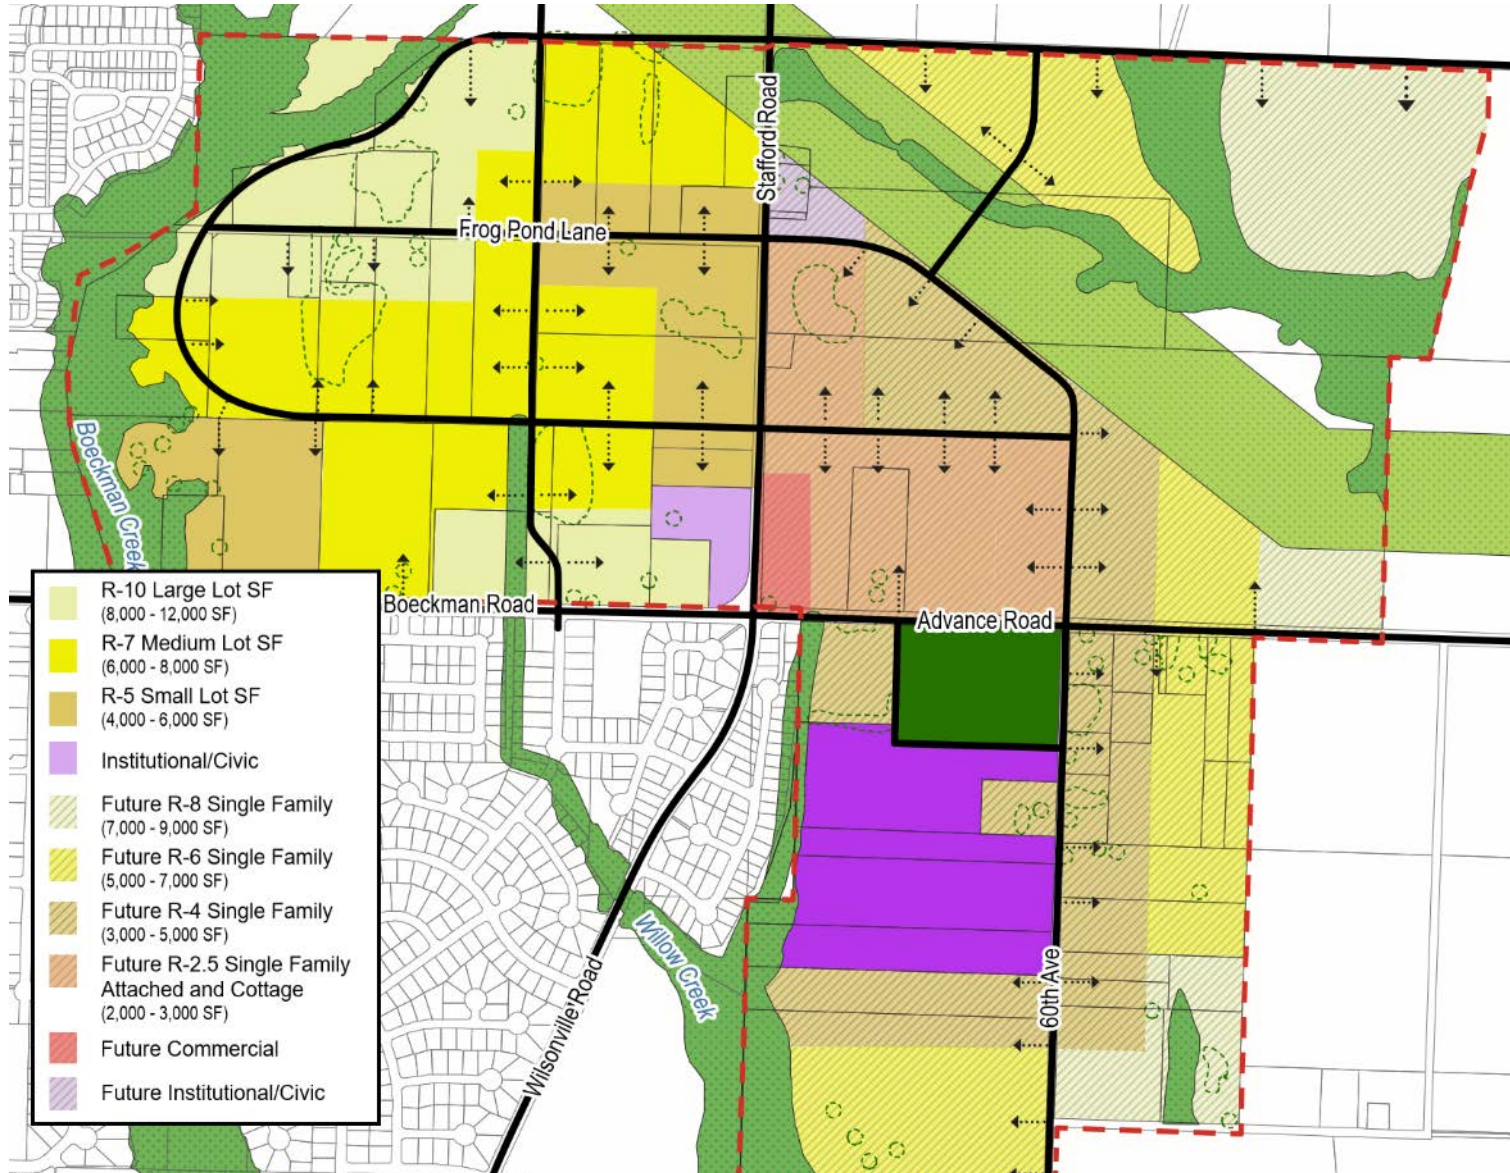 Stafford Road
Frog Pond Lane
Boeckman Creek
Boeckman Road
Advance Road
Willow Creek
Wilsonville Road
60th Ave
R-10 Large Lot SF
(8,000 - 12,000 SF)
R-7 Medium Lot SF
(6,000 - 8,000 SF)
R-5 Small Lot SF
(4,000 - 6,000 SF)
Institutional/Civic
Future R-8 Single Family
(7,000 - 9,000 SF)
Future R-6 Single Family
(5,000 - 7,000 SF)
Future R-4 Single Family
(3,000 - 5,000 SF)
Future R-2.5 Single Family
Attached and Cottage
(2,000 - 3,000 SF)
Future Commercial
Future Institutional/Civic